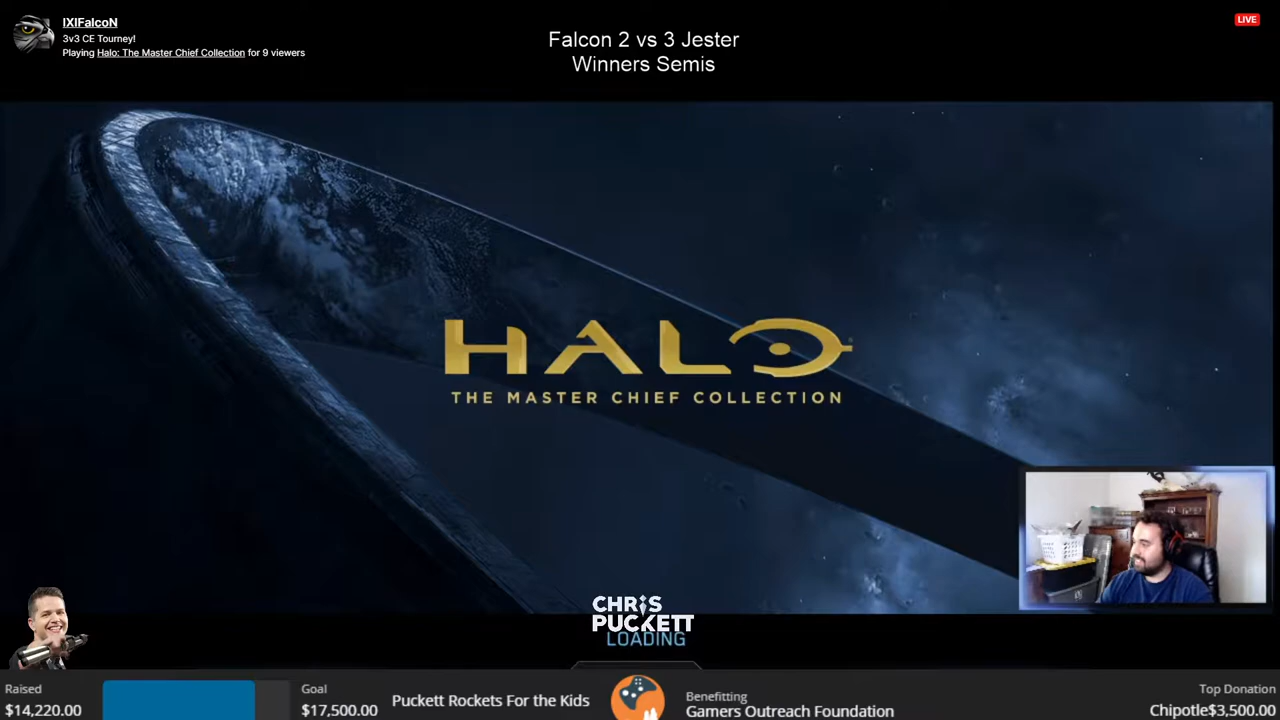 IXIFalcoN
3v3 CE Tourney!
Playing Halo: The Master Chief Collection for 9 viewers
LIVE
Falcon 2 vs 3 Jester
Winners Semis
HALO
THE MASTER CHIEF COLLECTION
CHRIS
PUCKETT
LOADING
Raised
$14,220.00
Goal
$17,500.00
Puckett Rockets For the Kids
Benefitting
Gamers Outreach Foundation
Top Donation
Chipotle$3,500.00